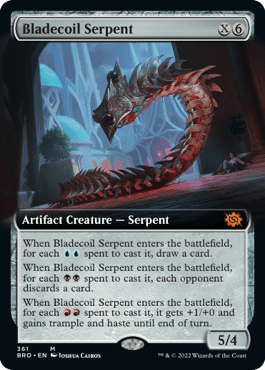 Bladecoil Serpent X 6
Artifact Creature — Serpent
When Bladecoil Serpent enters the battlefield,
for each spent to cast it, draw a card.
When Bladecoil Serpent enters the battlefield,
for each spent to cast it, each opponent
discards a card.
When Bladecoil Serpent enters the battlefield,
for each spent to cast it, it gets +1/+0 and
gains trample and haste until end of turn.
5/4
361 M
BRO • EN Joshua Cairos
™ & © 2022 Wizards of the Coast